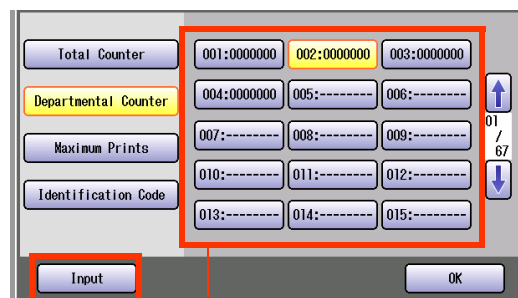 Total Counter 001:0000000 002:0000000 003:0000000
Departmental Counter 004:0000000 005:-------- 006:--------
01
/
67
Maximum Prints 007:-------- 008:-------- 009:--------
010:-------- 011:-------- 012:--------
Identification Code
013:-------- 014:-------- 015:--------
Input OK